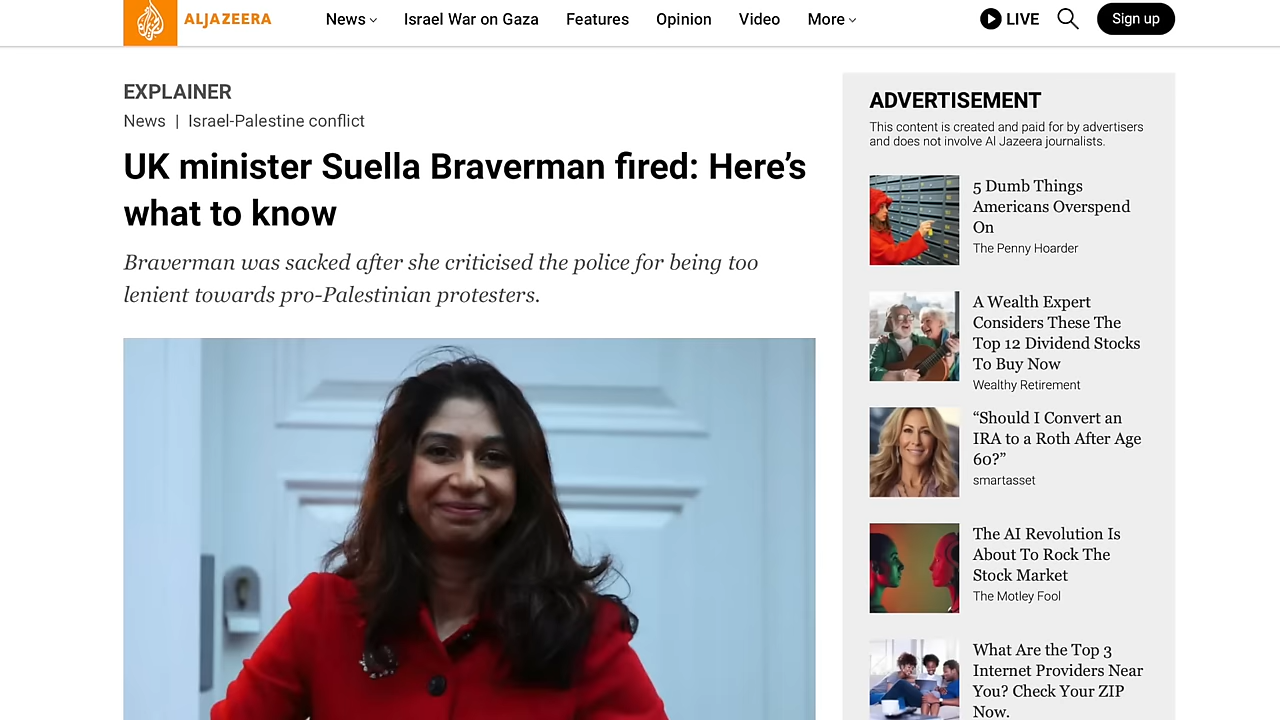 ALJAZEERA
News
Israel War on Gaza
Features
Opinion
Video
More
LIVE
Sign up
EXPLAINER
News | Israel-Palestine conflict
UK minister Suella Braverman fired: Here’s
what to know
Braverman was sacked after she criticised the police for being too
lenient towards pro-Palestinian protesters.
ADVERTISEMENT
This content is created and paid for by advertisers
and does not involve Al Jazeera journalists.
5 Dumb Things
Americans Overspend
On
The Penny Hoarder
A Wealth Expert
Considers These The
Top 12 Dividend Stocks
To Buy Now
Wealthy Retirement
“Should I Convert an
IRA to a Roth After Age
60?”
smartasset
The AI Revolution Is
About To Rock The
Stock Market
The Motley Fool
What Are the Top 3
Internet Providers Near
You? Check Your ZIP
Now.